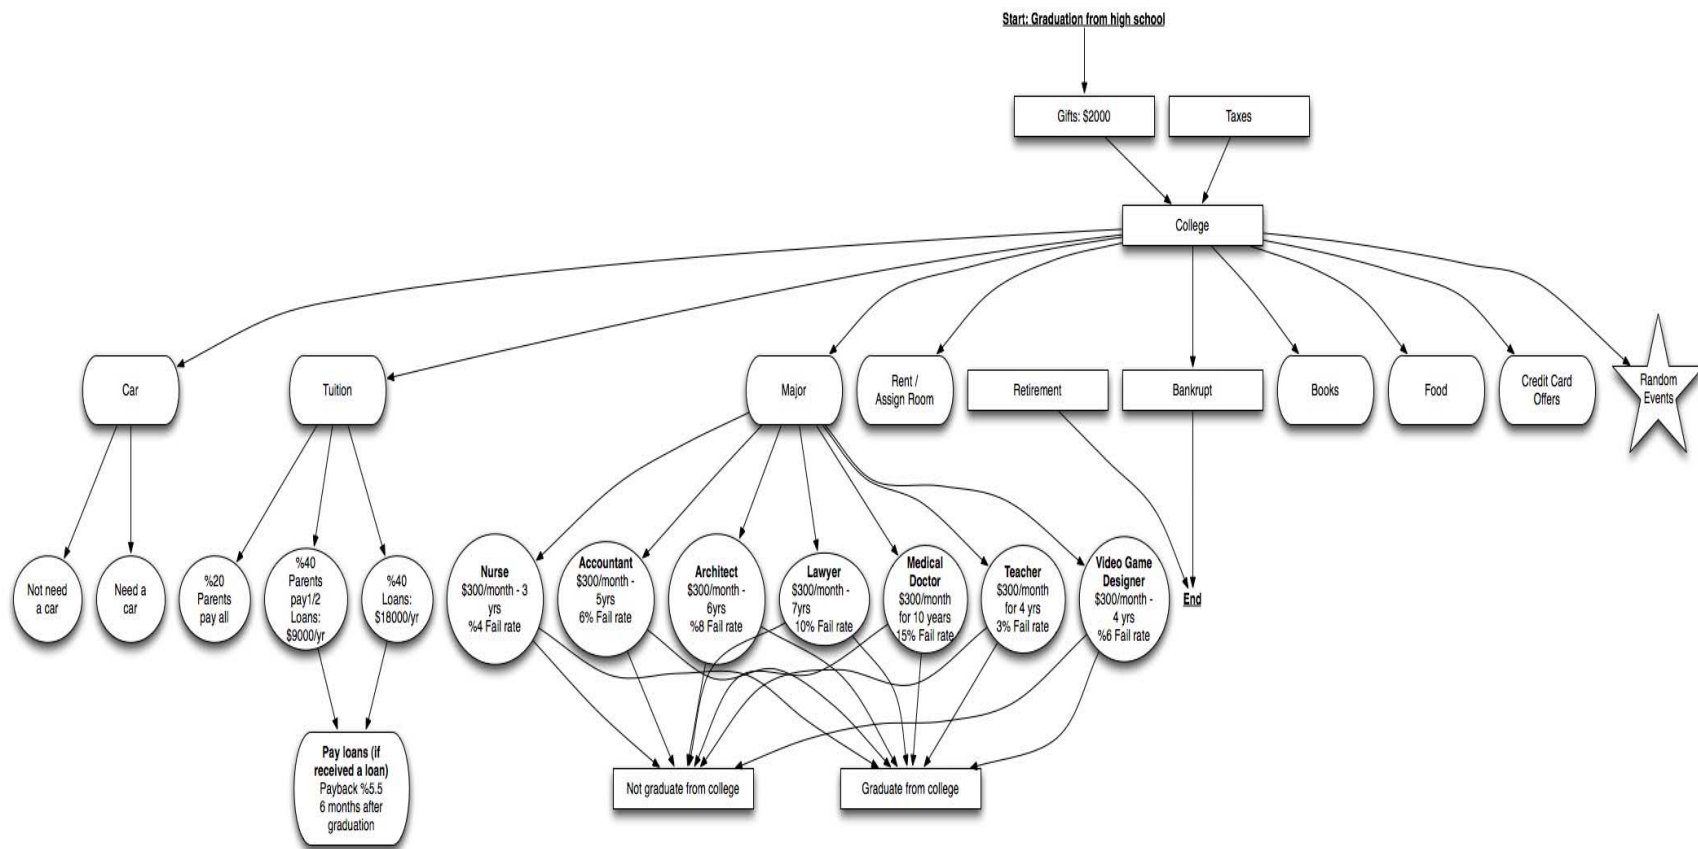 Start: Graduation from high school
Gifts: $2000
Taxes
College
Car
Tuition
Major
Rent /
Assign Room
Retirement
Bankrupt
Books
Food
Credit Card
Offers
Random
Events
Not need
a car
Need a
car
%20
Parents
pay all
%40
Parents
pay1/2
Loans:
$9000/yr
%40
Loans:
$18000/yr
Nurse
$300/month - 3
yrs
%4 Fail rate
Accountant
$300/month -
5yrs
6% Fail rate
Architect
$300/month -
6yrs
%8 Fail rate
Lawyer
$300/month -
7yrs
10% Fail rate
Medical
Doctor
$300/month
for 10 years
15% Fail rate
Teacher
$300/month
for 4 yrs
3% Fail rate
Video Game
Designer
$300/month -
4 yrs
%6 Fail rate
End
Pay loans (if
received a loan)
Payback %5.5
6 months after
graduation
Not graduate from college
Graduate from college